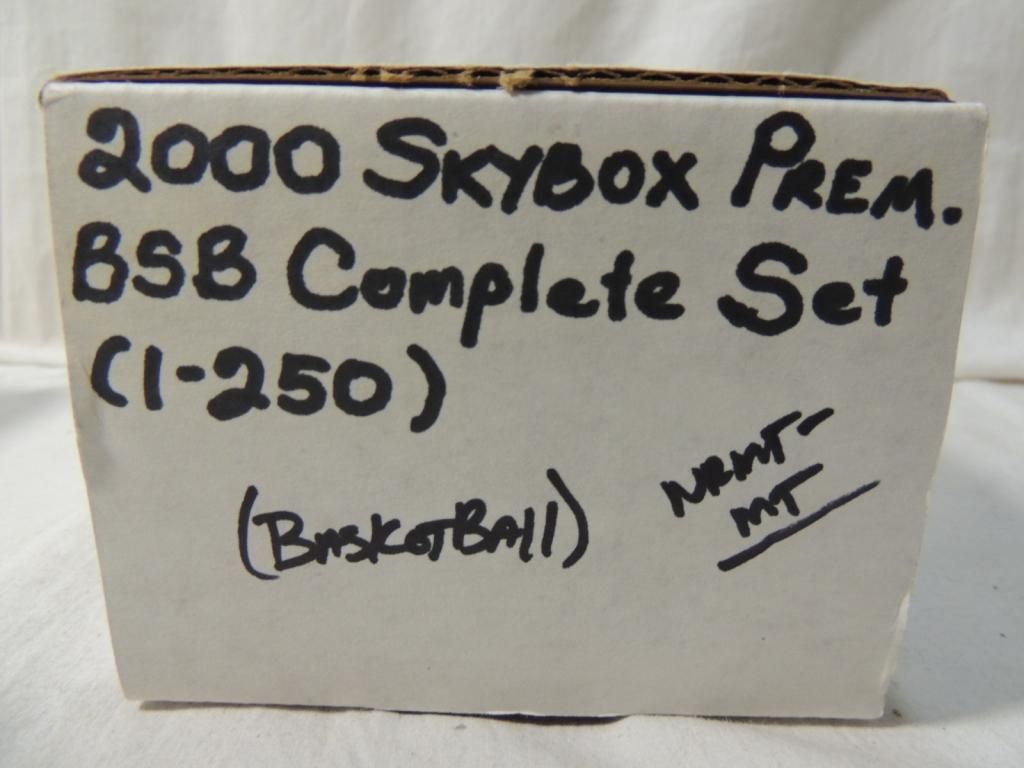 2000 SKYBOX PREM.
BSB Complete Set
(1-250)
(BASKETBAll)
NRMT-
MT